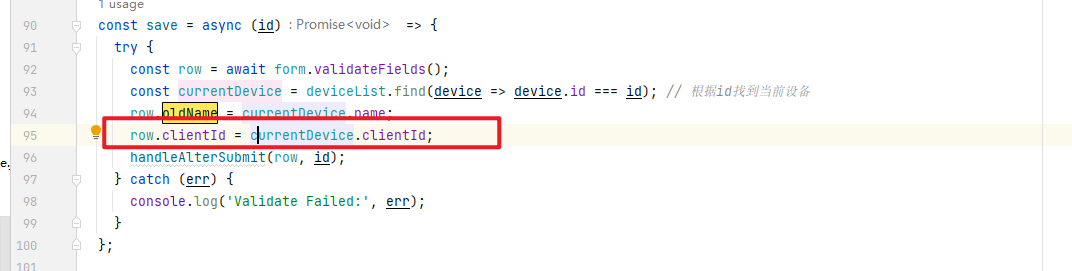 1 usage
90 const save = async (id) : Promise<void> => {
91 try {
92 const row = await form.validateFields();
93 const currentDevice = deviceList.find(device => device.id === id); // 根据id找到当前设备
94 row.oldName = currentDevice.name;
95 row.clientId = currentDevice.clientId;
96 handleAlterSubmit(row, id);
97 } catch (err) {
98 console.log('Validate Failed:', err);
99 }
100 };
101